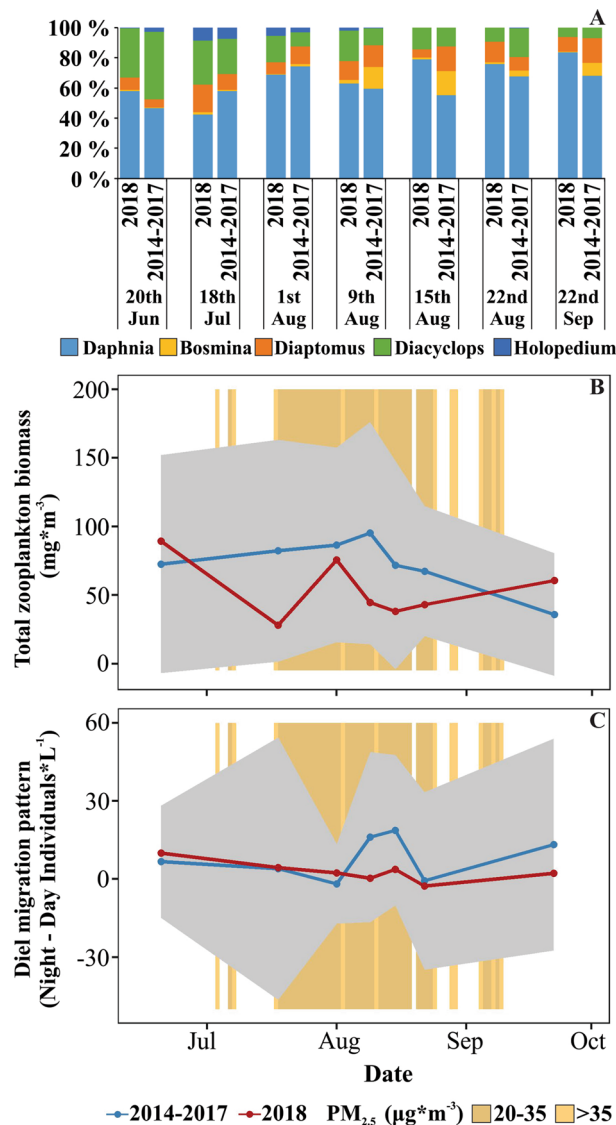 A
100 %
80 %
60 %
40 %
20 %
0 %
2018
2014-2017
2018
2014-2017
2018
2014-2017
2018
2014-2017
2018
2014-2017
2018
2014-2017
2018
2014-2017
20th Jun
18th Jul
1st Aug
9th Aug
15th Aug
22nd Aug
22nd Sep
Daphnia Bosmina Diaptomus Diacyclops Holopedium
B
Total zooplankton biomass
(mg*m⁻³)
200
150
100
50
0
C
Diel migration pattern
(Night - Day Individuals*L⁻¹)
60
30
0
-30
Jul Aug Sep Oct
Date
2014-2017 2018 PM₂.₅ (µg*m⁻³) 20-35 >35